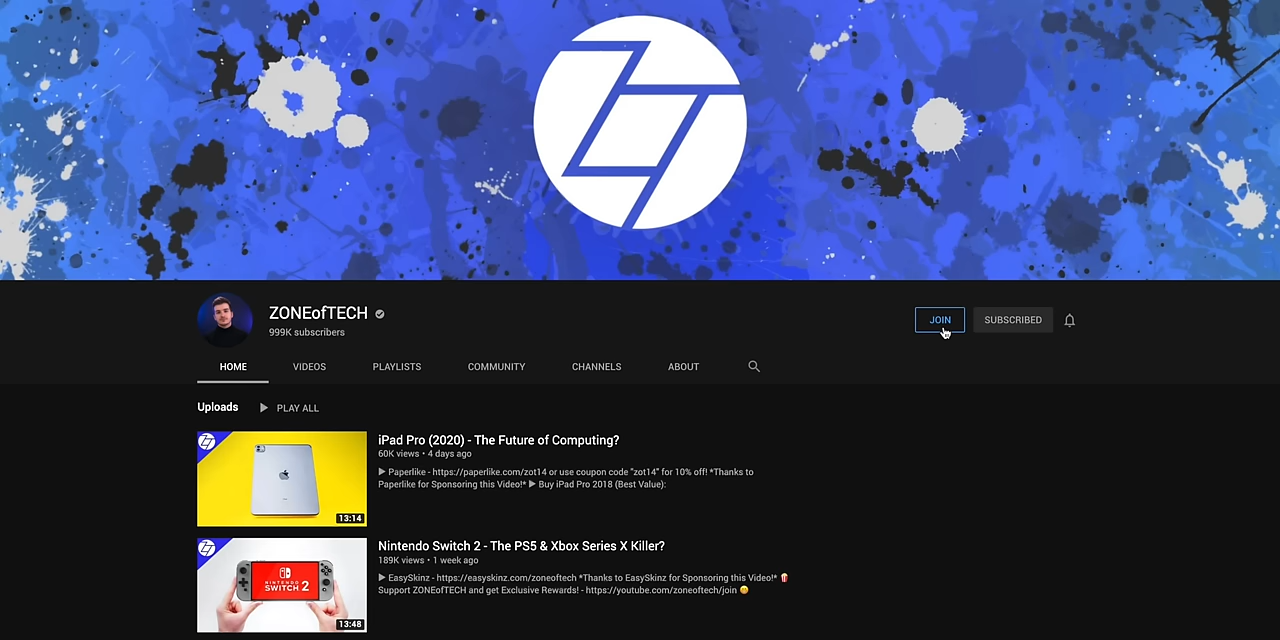 ZONEofTECH
999K subscribers
JOIN
SUBSCRIBED
HOME
VIDEOS
PLAYLISTS
COMMUNITY
CHANNELS
ABOUT
Uploads
PLAY ALL
13:14
iPad Pro (2020) - The Future of Computing?
60K views • 4 days ago
▶ Paperlike - https://paperlike.com/zot14 or use coupon code "zot14" for 10% off! *Thanks to
Paperlike for Sponsoring this Video!* ▶ Buy iPad Pro 2018 (Best Value):
NINTENDO
SWITCH 2
13:48
Nintendo Switch 2 - The PS5 & Xbox Series X Killer?
189K views • 1 week ago
▶ EasySkinz - https://easyskinz.com/zoneoftech *Thanks to EasySkinz for Sponsoring this Video!* 🍿
Support ZONEofTECH and get Exclusive Rewards! - https://youtube.com/zoneoftech/join 😀